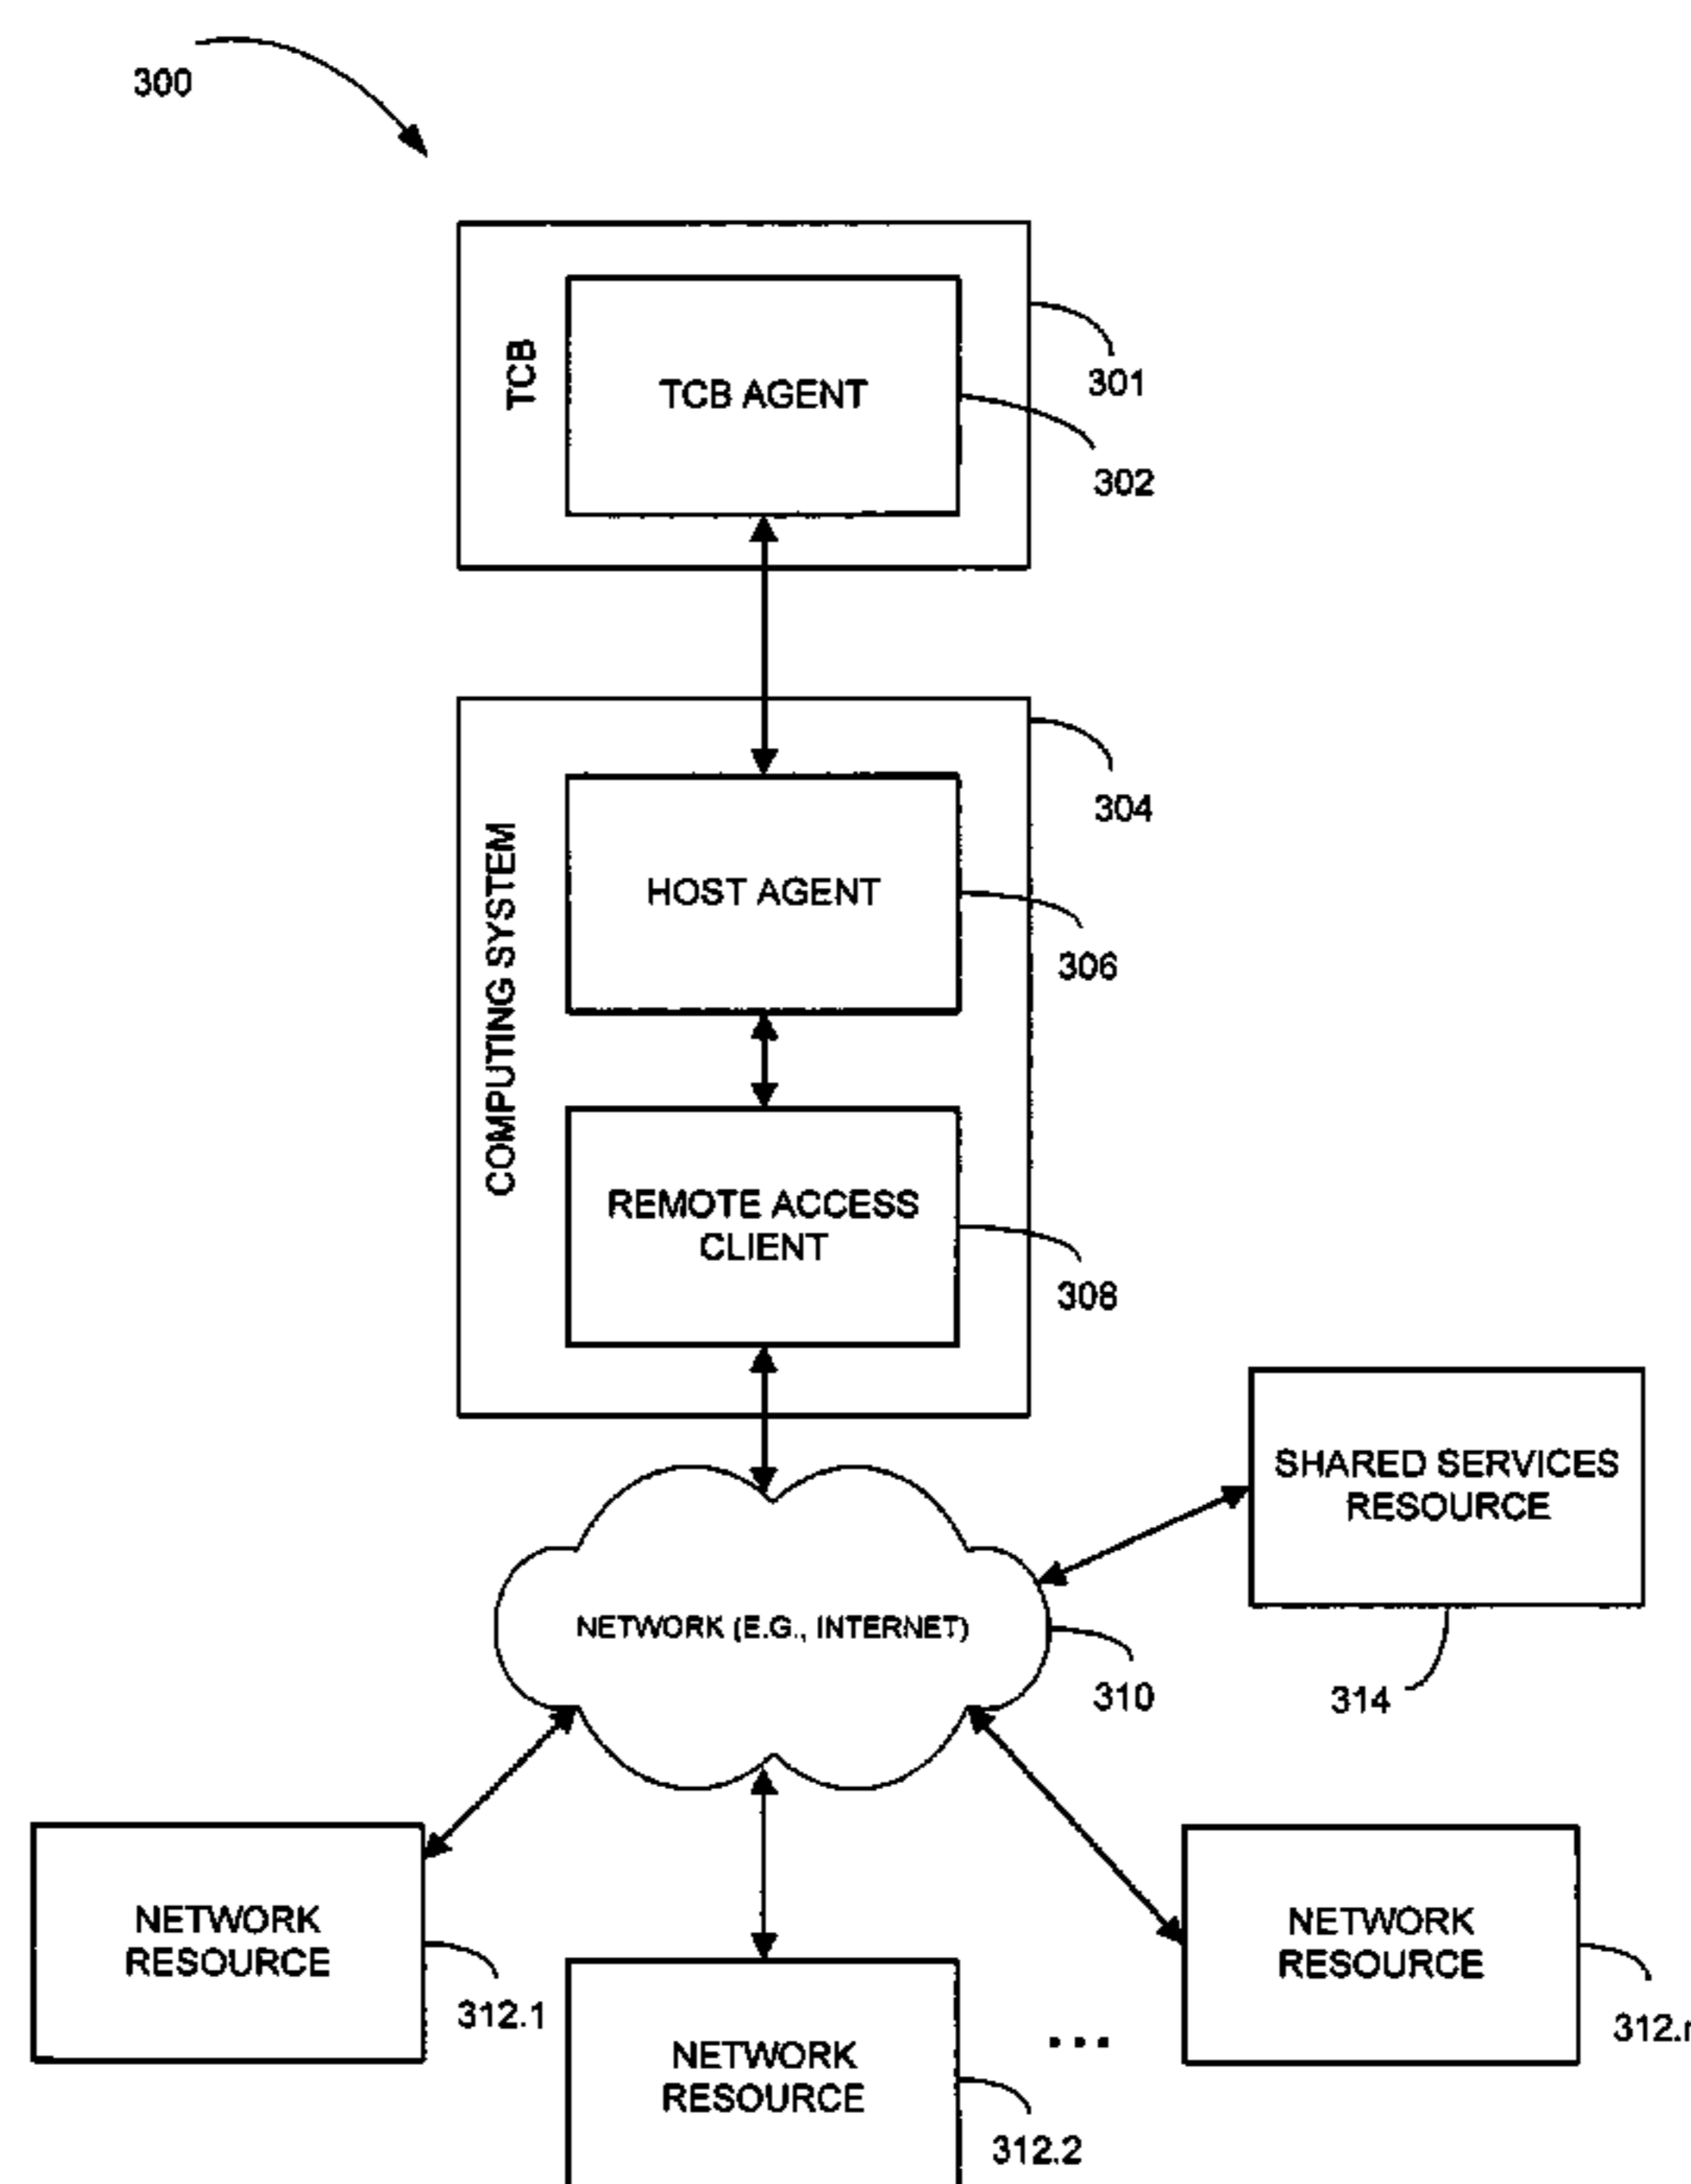 300
TCB
TCB AGENT
301
302
COMPUTING SYSTEM
HOST AGENT
304
306
REMOTE ACCESS
CLIENT
308
SHARED SERVICES
RESOURCE
314
NETWORK (E.G., INTERNET)
310
NETWORK
RESOURCE
312.1
NETWORK
RESOURCE
312.2
...
NETWORK
RESOURCE